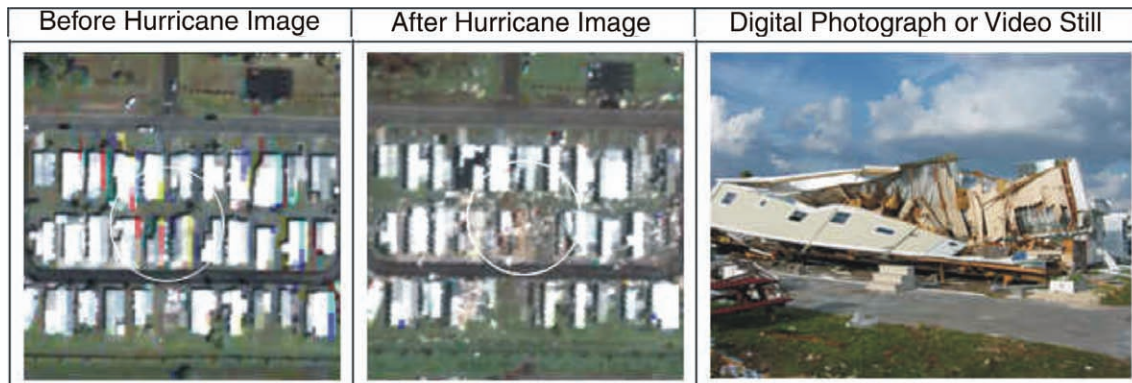 Before Hurricane Image
After Hurricane Image
Digital Photograph or Video Still